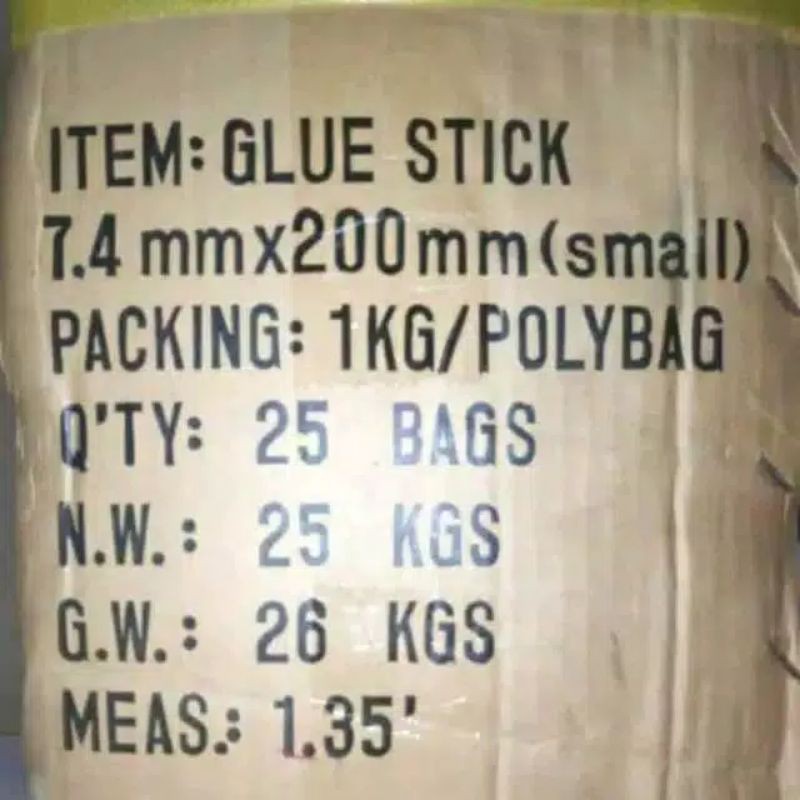 ITEM: GLUE STICK
7.4 mmx200mm(small)
PACKING: 1KG/POLYBAG
Q'TY: 25 BAGS
N.W.: 25 KGS
G.W.: 26 KGS
MEAS.: 1.35'